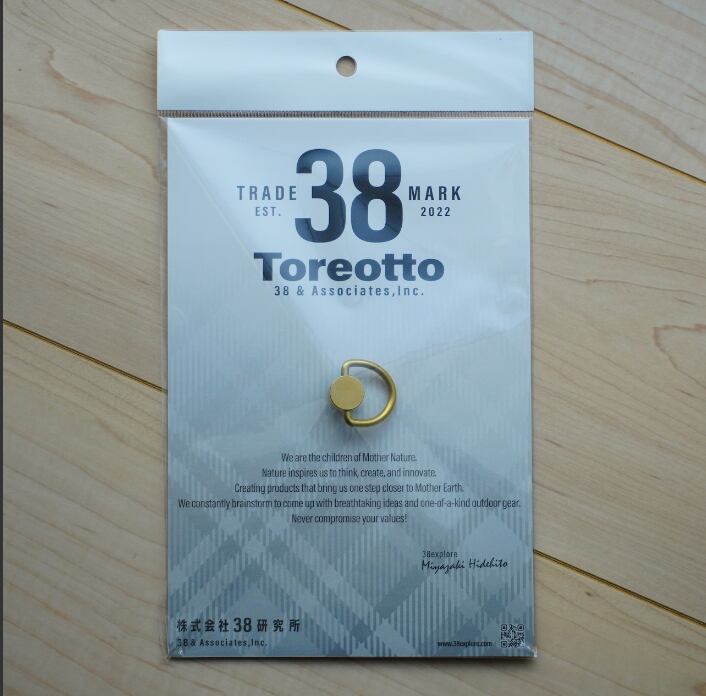 TRADE 38 MARK
EST. 2022
Toreotto
38 & Associates,Inc.
We are the children of Mother Nature.
Nature inspires us to think, create, and innovate.
Creating products that bring us one step closer to Mother Earth.
We constantly brainstorm to come up with breathtaking ideas and one-of-a-kind outdoor gear.
Never compromise your values!
38explore
Miyazaki Hidehito
株式会社38研究所
38 & Associates,Inc.
www.38explore.com